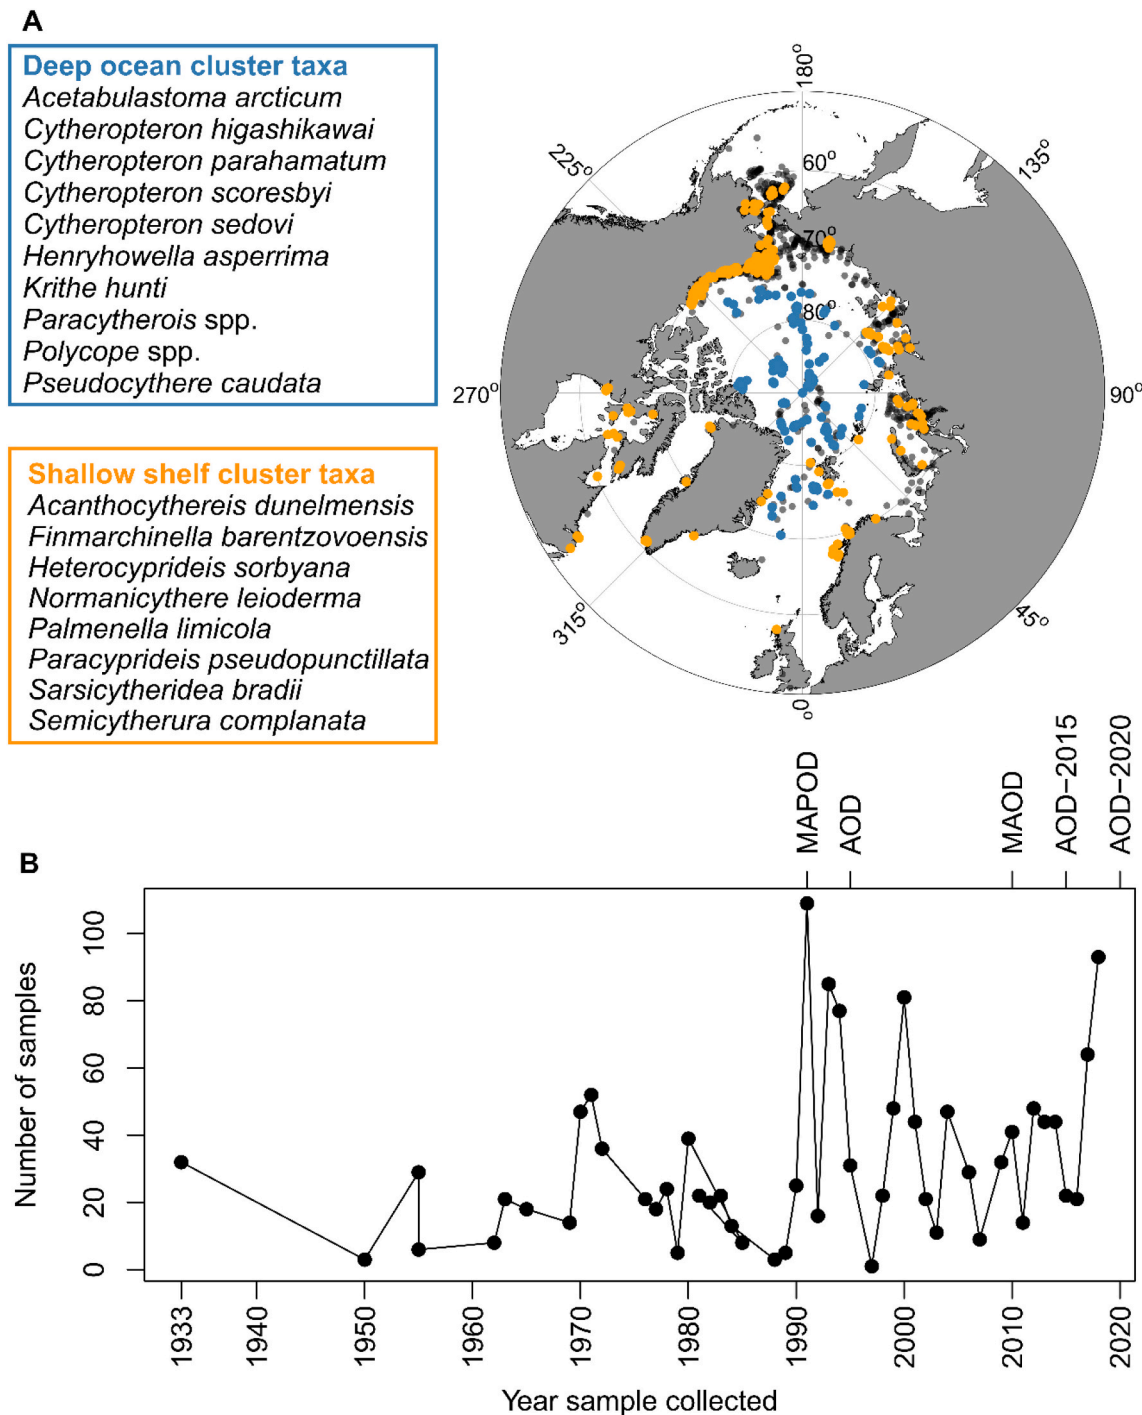 A
Deep ocean cluster taxa
Acetabulastoma arcticum
Cytheropteron higashikawai
Cytheropteron parahamatum
Cytheropteron scoresbyi
Cytheropteron sedovi
Henryhowella asperrima
Krithe hunti
Paracytherois spp.
Polycope spp.
Pseudocythere caudata
Shallow shelf cluster taxa
Acanthocythereis dunelmensis
Finmarchinella barentzovoensis
Heterocyprideis sorbyana
Normanicythere leioderma
Palmenella limicola
Paracyprideis pseudopunctillata
Sarsicytheridea bradii
Semicytherura complanata
180°
225°
135°
60°
70°
80°
270°
90°
315°
45°
0°
MAPOD
AOD
MAOD
AOD−2015
AOD−2020
B
Number of samples
100
80
60
40
20
0
1933
1940
1950
1960
1970
1980
1990
2000
2010
2020
Year sample collected